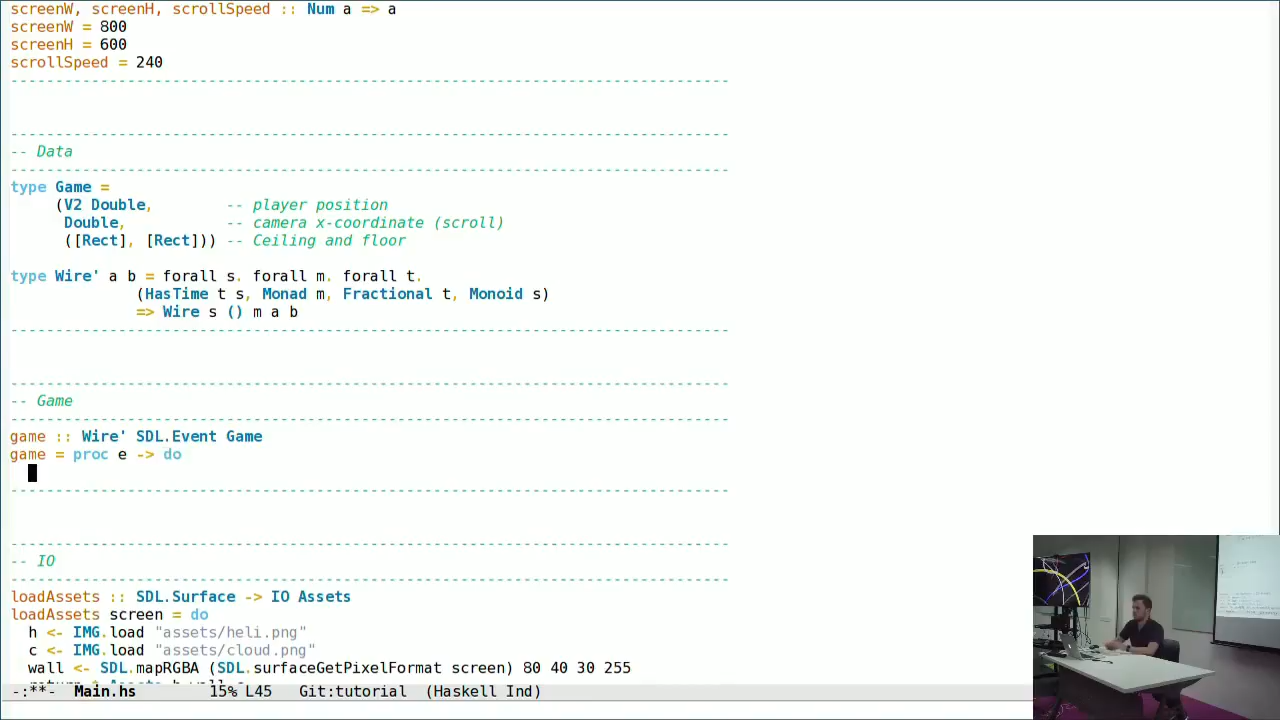 screenW, screenH, scrollSpeed :: Num a => a
screenW = 800
screenH = 600
scrollSpeed = 240
--------------------------------------------------------------------------------
--------------------------------------------------------------------------------
-- Data
--------------------------------------------------------------------------------
type Game =
     (V2 Double,        -- player position
      Double,           -- camera x-coordinate (scroll)
      ([Rect], [Rect])) -- Ceiling and floor
type Wire' a b = forall s. forall m. forall t.
              (HasTime t s, Monad m, Fractional t, Monoid s)
              => Wire s () m a b
--------------------------------------------------------------------------------
--------------------------------------------------------------------------------
-- Game
--------------------------------------------------------------------------------
game :: Wire' SDL.Event Game
game = proc e -> do
--------------------------------------------------------------------------------
--------------------------------------------------------------------------------
-- IO
--------------------------------------------------------------------------------
loadAssets :: SDL.Surface -> IO Assets
loadAssets screen = do
  h <- IMG.load "assets/heli.png"
  c <- IMG.load "assets/cloud.png"
  wall <- SDL.mapRGBA (SDL.surfaceGetPixelFormat screen) 80 40 30 255
-:**-  Main.hs        15% L45   Git:tutorial  (Haskell Ind)